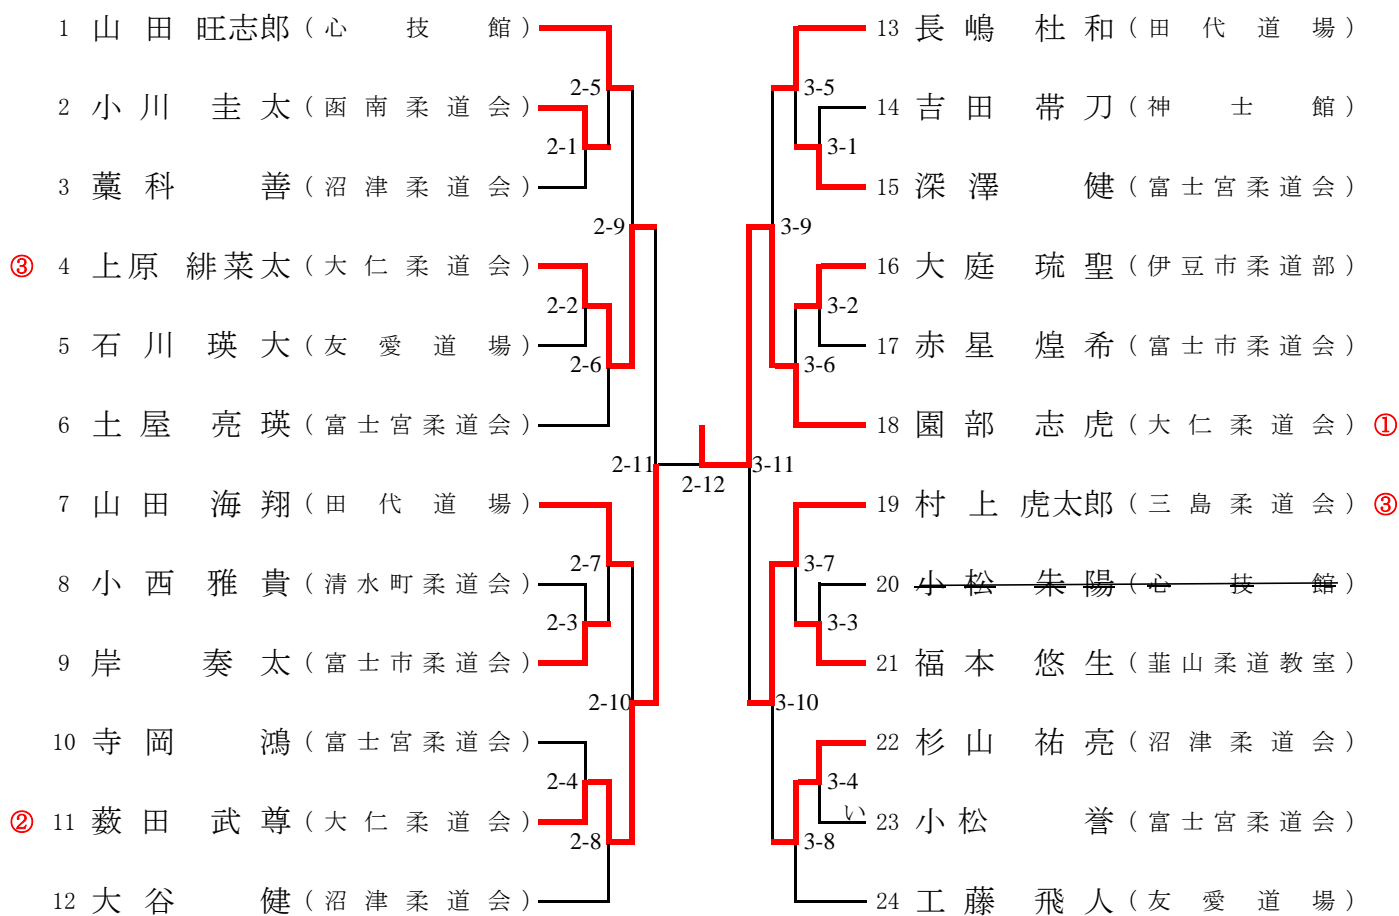 1 山田 旺志郎 (心技館)
2 小川 圭太 (函南柔道会)
3 藁科 善 (沼津柔道会)
③ 4 上原 緋菜太 (大仁柔道会)
5 石川 瑛大 (友愛道場)
6 土屋 亮瑛 (富士宮柔道会)
7 山田 海翔 (田代道場)
8 小西 雅貴 (清水町柔道会)
9 岸 奏太 (富士市柔道会)
10 寺岡 鴻 (富士宮柔道会)
② 11 薮田 武尊 (大仁柔道会)
12 大谷 健 (沼津柔道会)
2-5
2-1
2-9
2-2
2-6
2-11
2-7
2-3
2-10
2-4
2-8
2-12
3-5
3-1
3-9
3-2
3-6
3-11
3-7
3-3
3-10
3-4
い
3-8
13 長嶋 杜和 (田代道場)
14 吉田 帯刀 (神士館)
15 深澤 健 (富士宮柔道会)
16 大庭 琉聖 (伊豆市柔道部)
17 赤星 煌希 (富士市柔道会)
18 園部 志虎 (大仁柔道会) ①
19 村上 虎太郎 (三島柔道会) ③
20 小松 朱陽 (心技館)
21 福本 悠生 (韮山柔道教室)
22 杉山 祐亮 (沼津柔道会)
23 小松 誉 (富士宮柔道会)
24 工藤 飛人 (友愛道場)